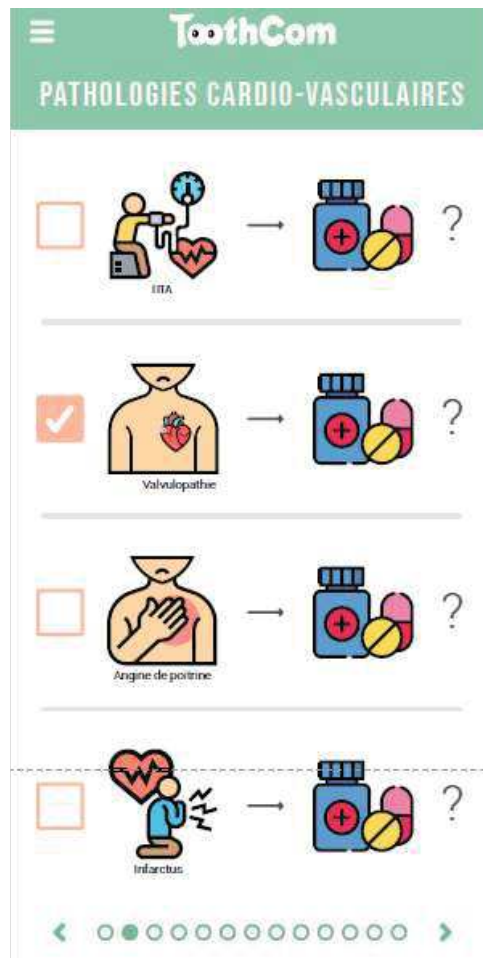 ToothCom
PATHOLOGIES CARDIO-VASCULAIRES
?
HTA
?
Valvulopathie
?
Angine de poitrine
?
Infarctus